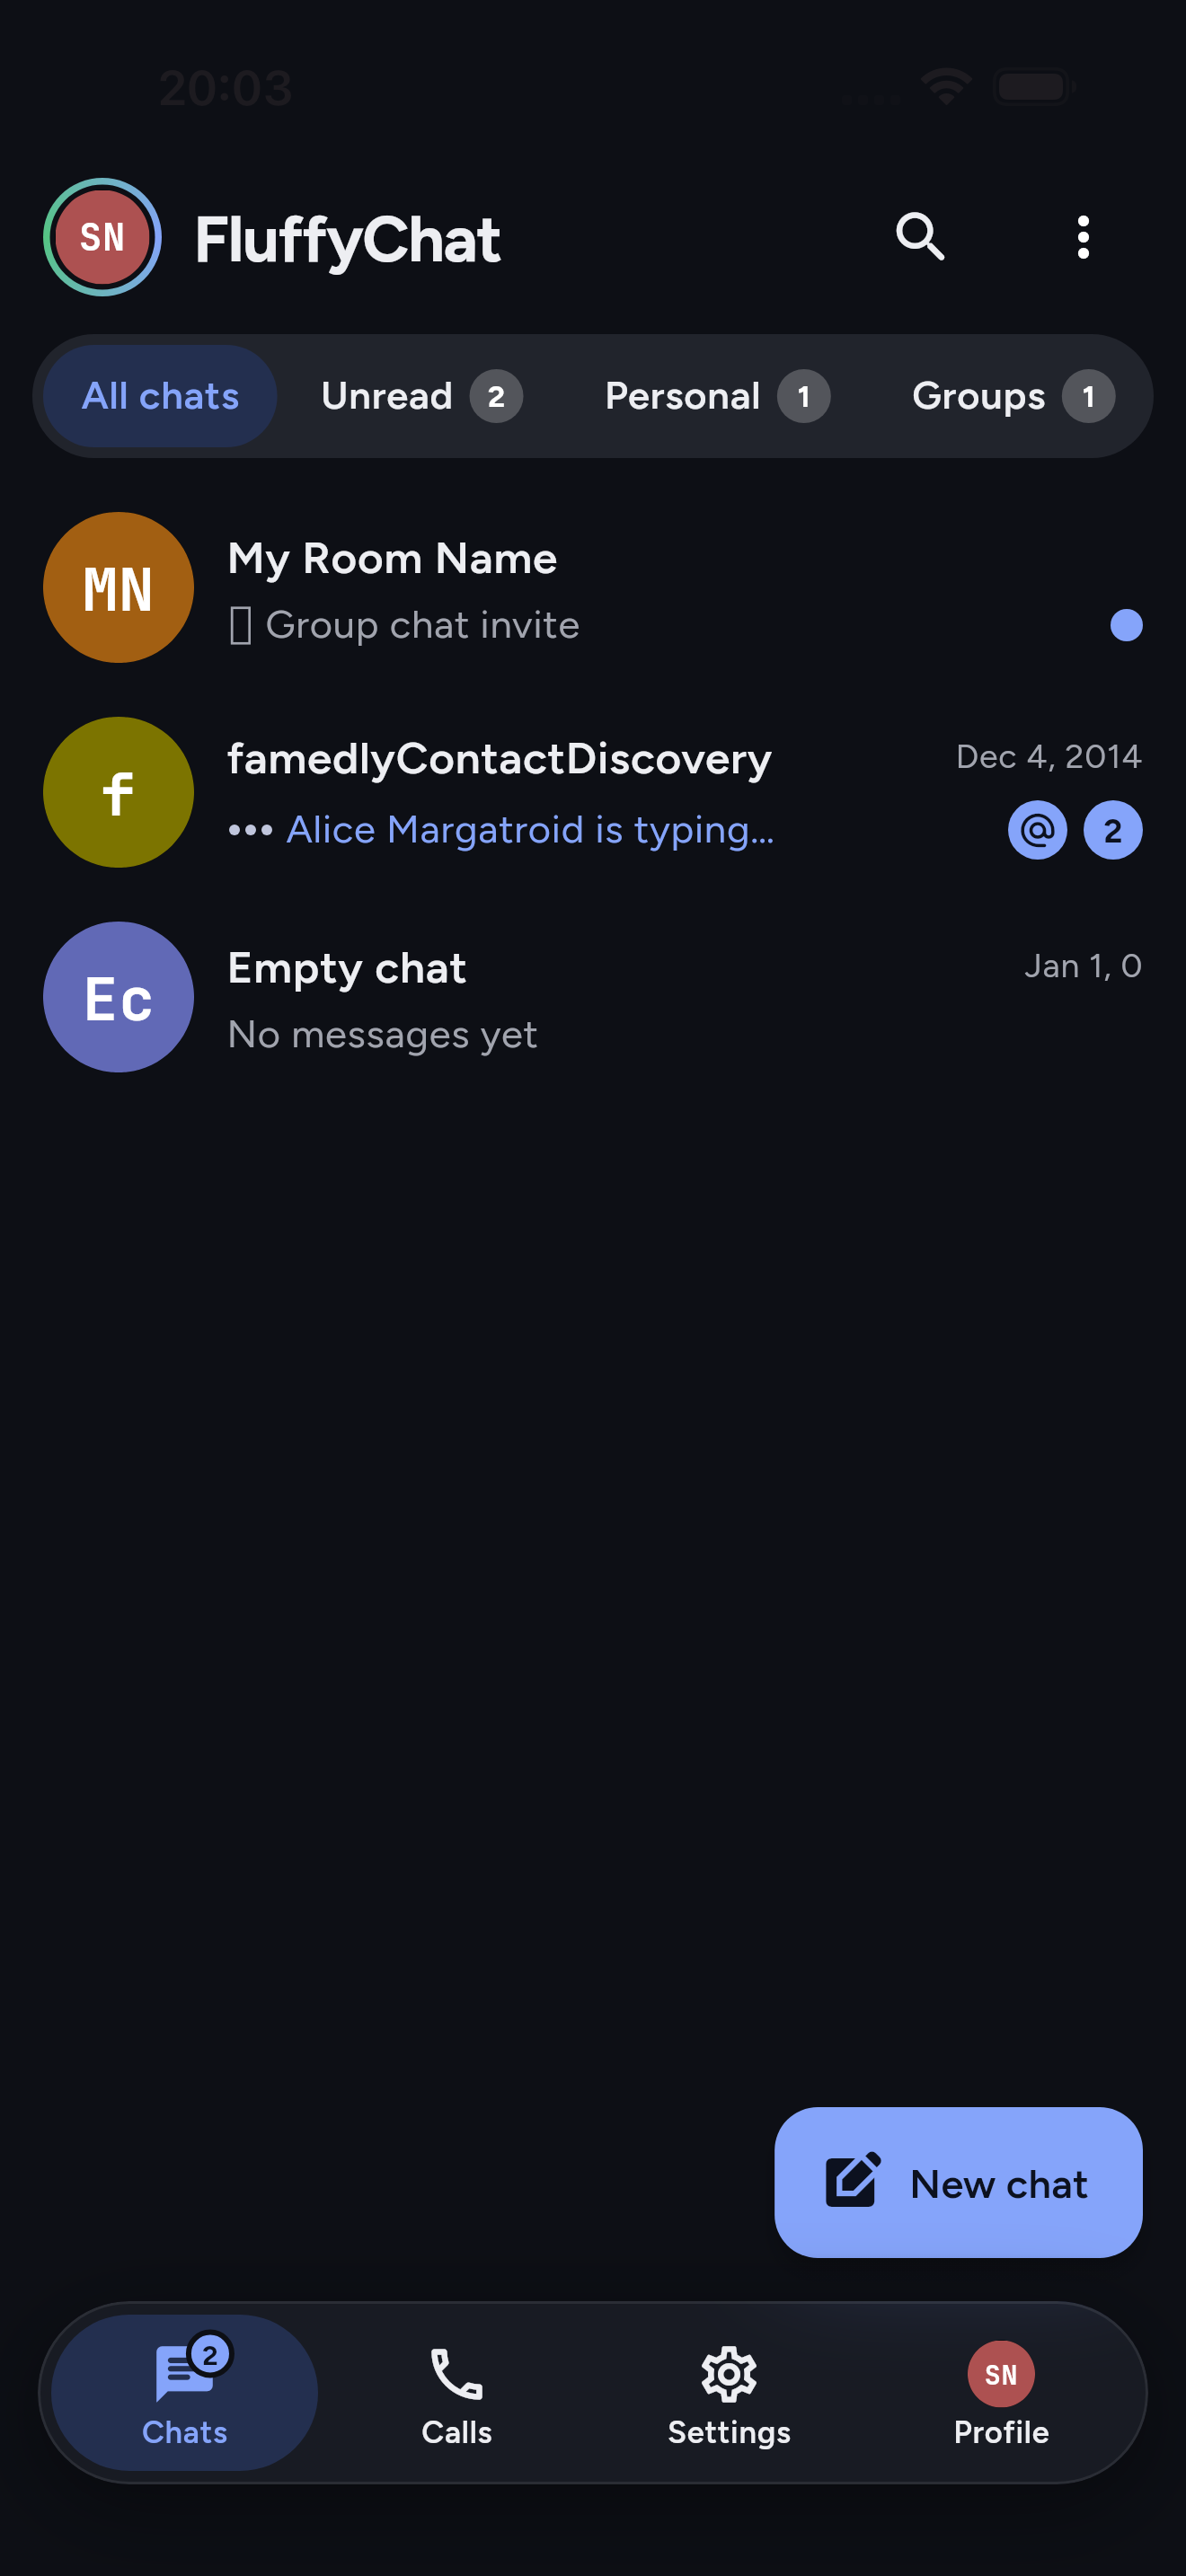 20:03
SN FluffyChat
All chats Unread 2 Personal 1 Groups 1
MN My Room Name
Group chat invite
f famedlyContactDiscovery Dec 4, 2014
••• Alice Margatroid is typing... @ 2
Ec Empty chat Jan 1, 0
No messages yet
New chat
2 SN
Chats Calls Settings Profile